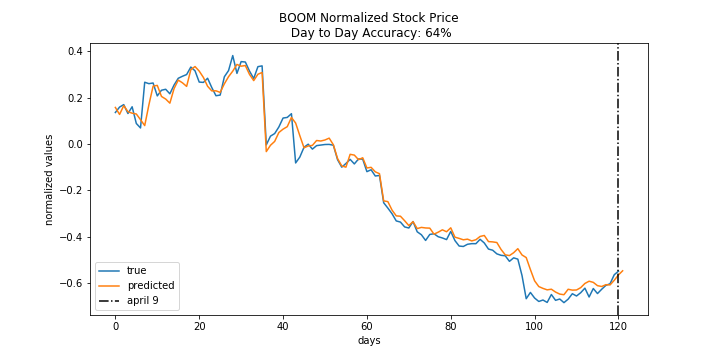 BOOM Normalized Stock Price
Day to Day Accuracy: 64%
normalized values
0.4
0.2
0.0
−0.2
−0.4
−0.6
true
predicted
april 9
0
20
40
60
80
100
120
days